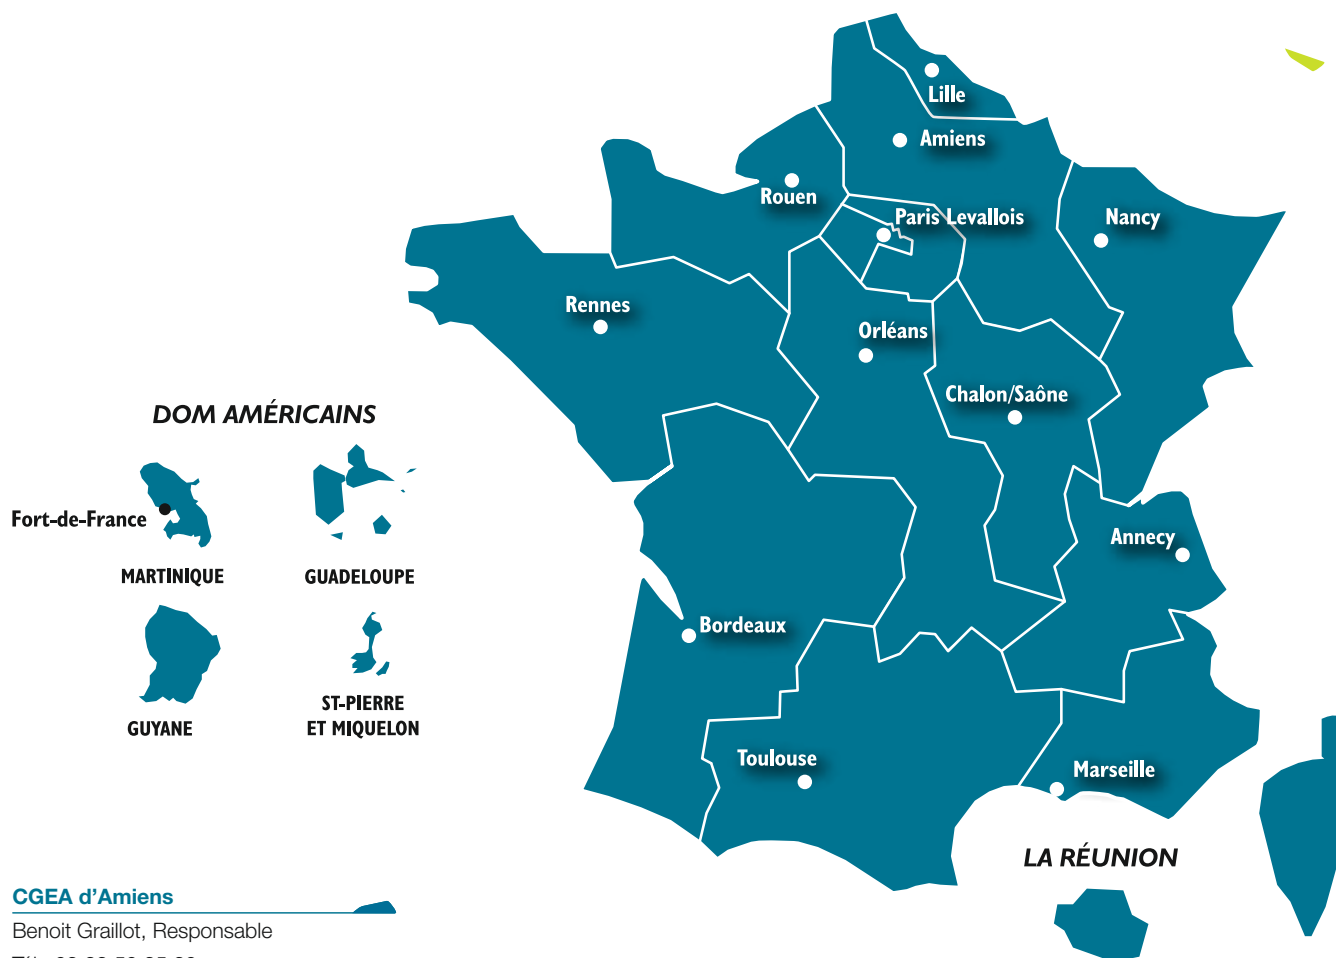 Lille
Amiens
Rouen
Paris Levallois
Nancy
Rennes
Orléans
Chalon/Saône
DOM AMÉRICAINS
Fort-de-France
Annecy
MARTINIQUE
GUADELOUPE
Bordeaux
ST-PIERRE
ET MIQUELON
GUYANE
Toulouse
Marseille
LA RÉUNION
CGEA d'Amiens
Benoit Graillot, Responsable